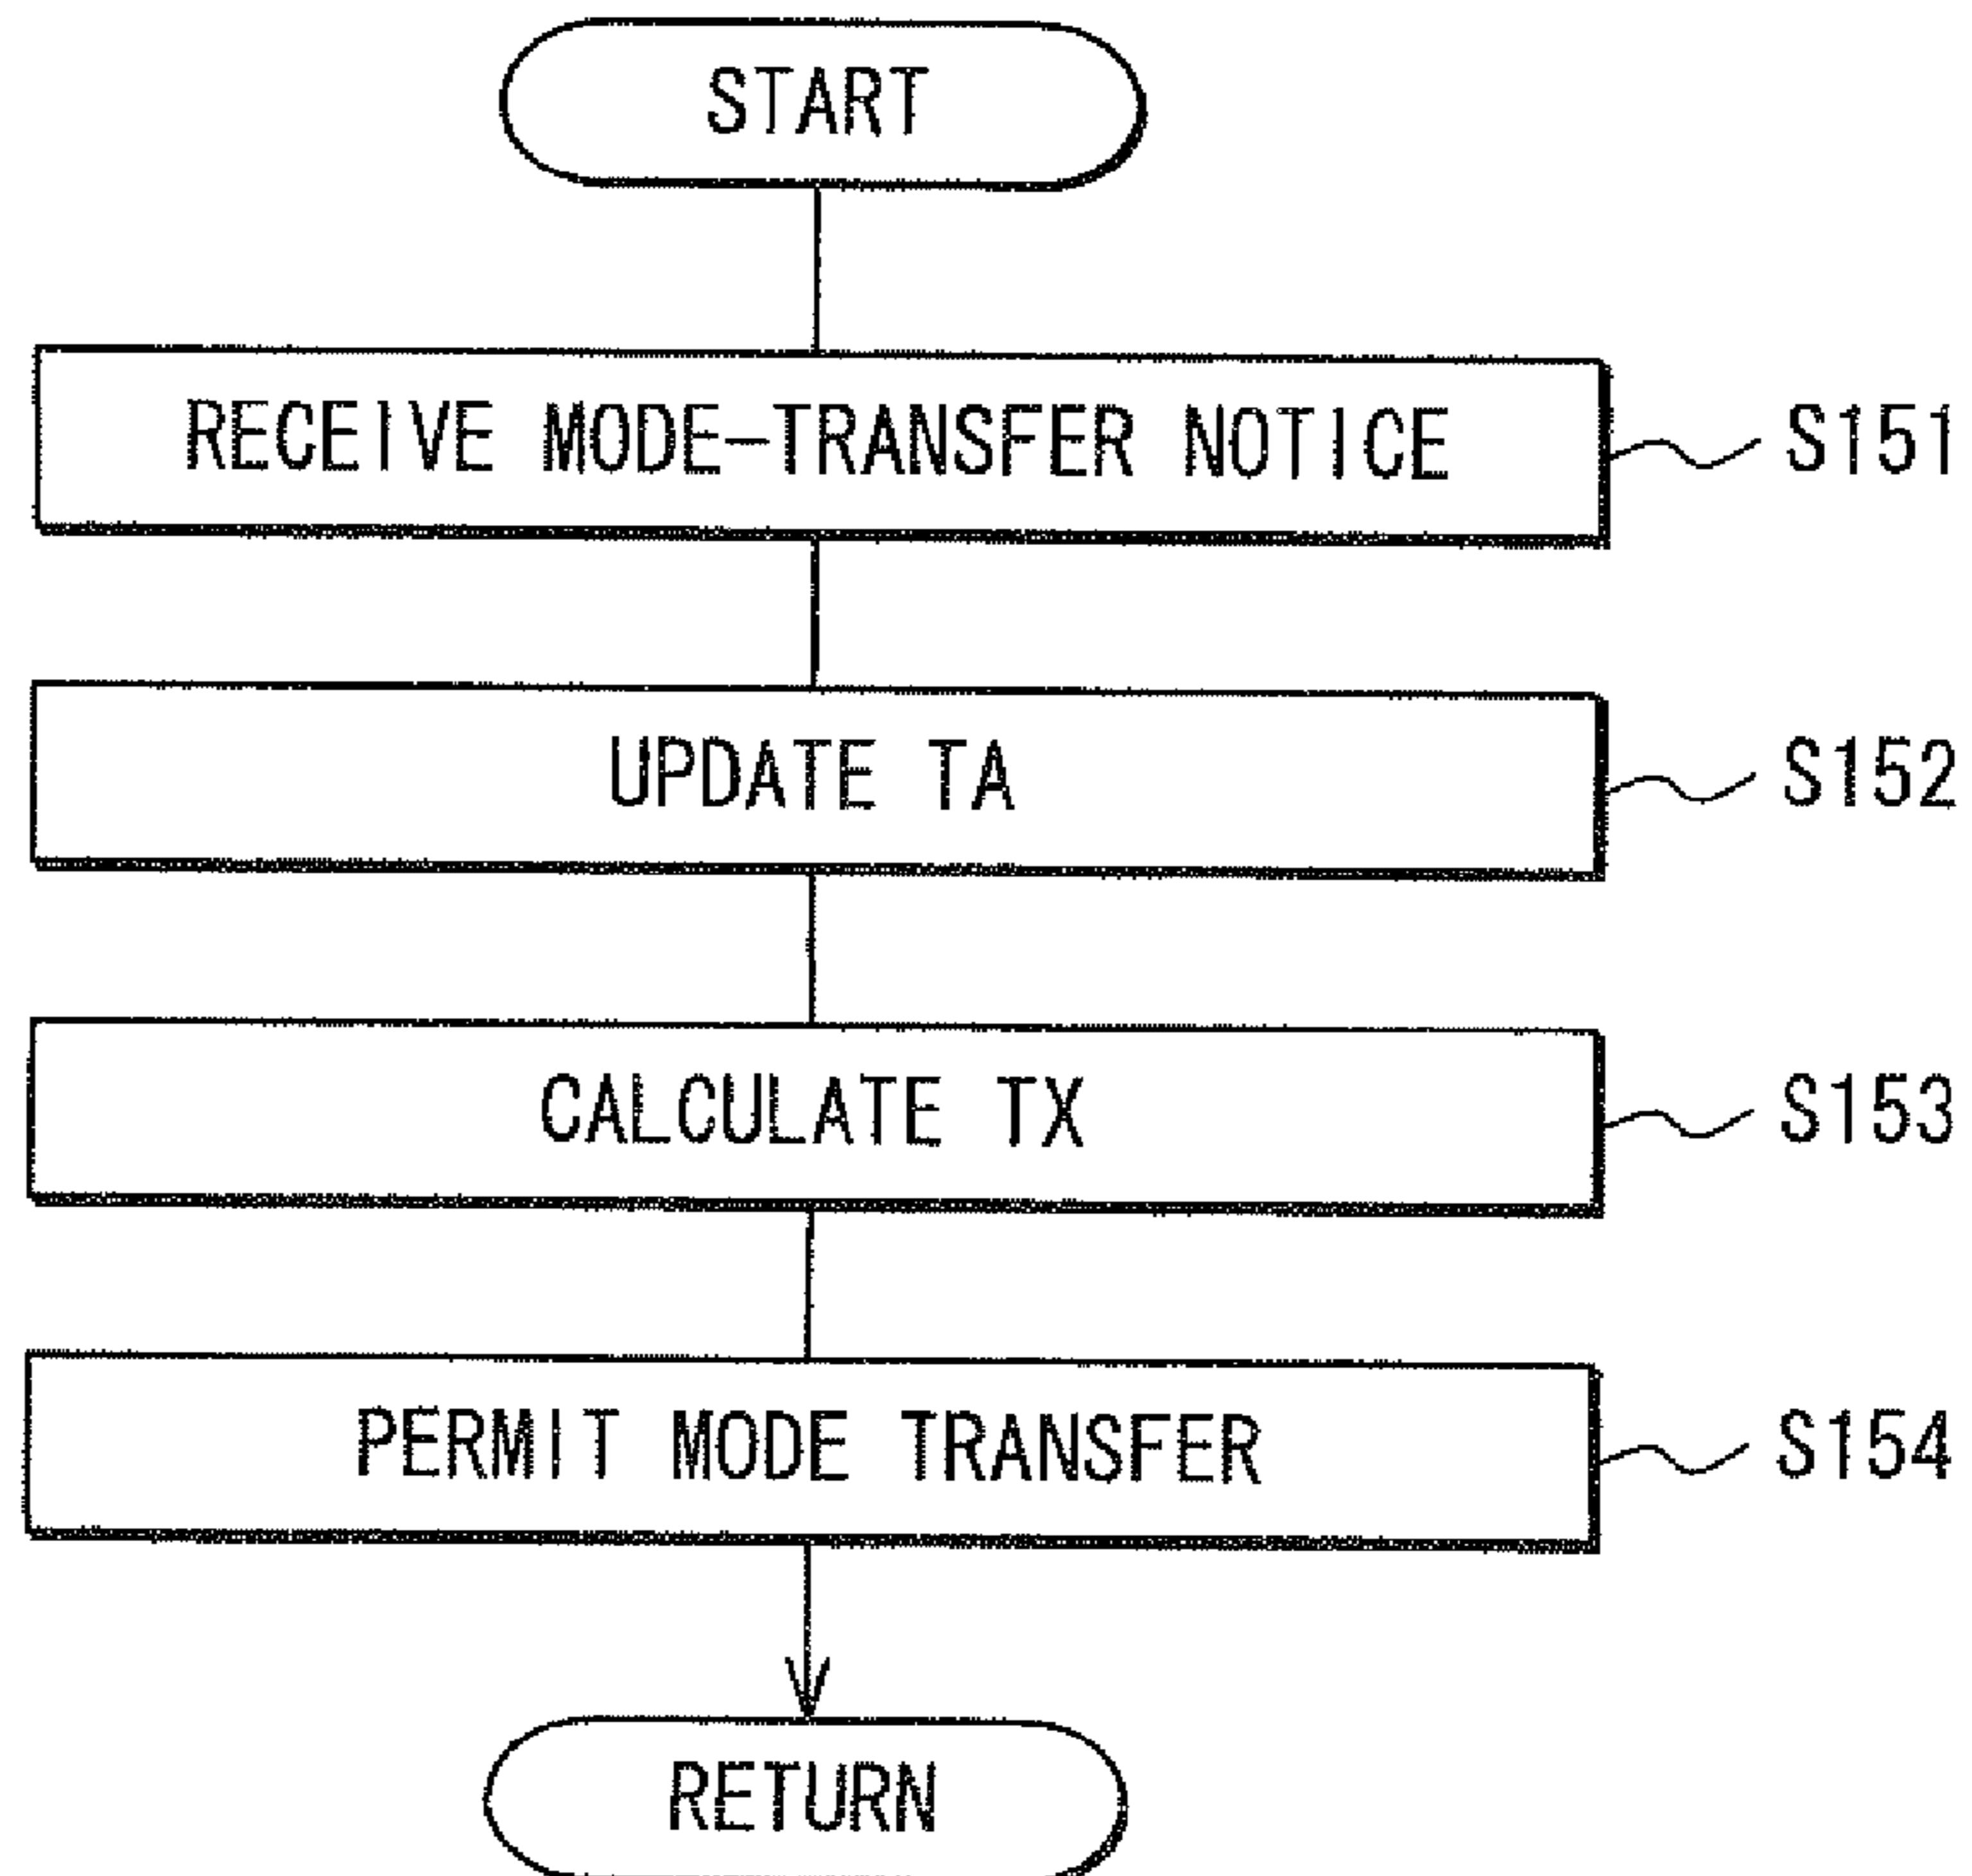 START
RECEIVE MODE-TRANSFER NOTICE S151
UPDATE TA S152
CALCULATE TX S153
PERMIT MODE TRANSFER S154
RETURN